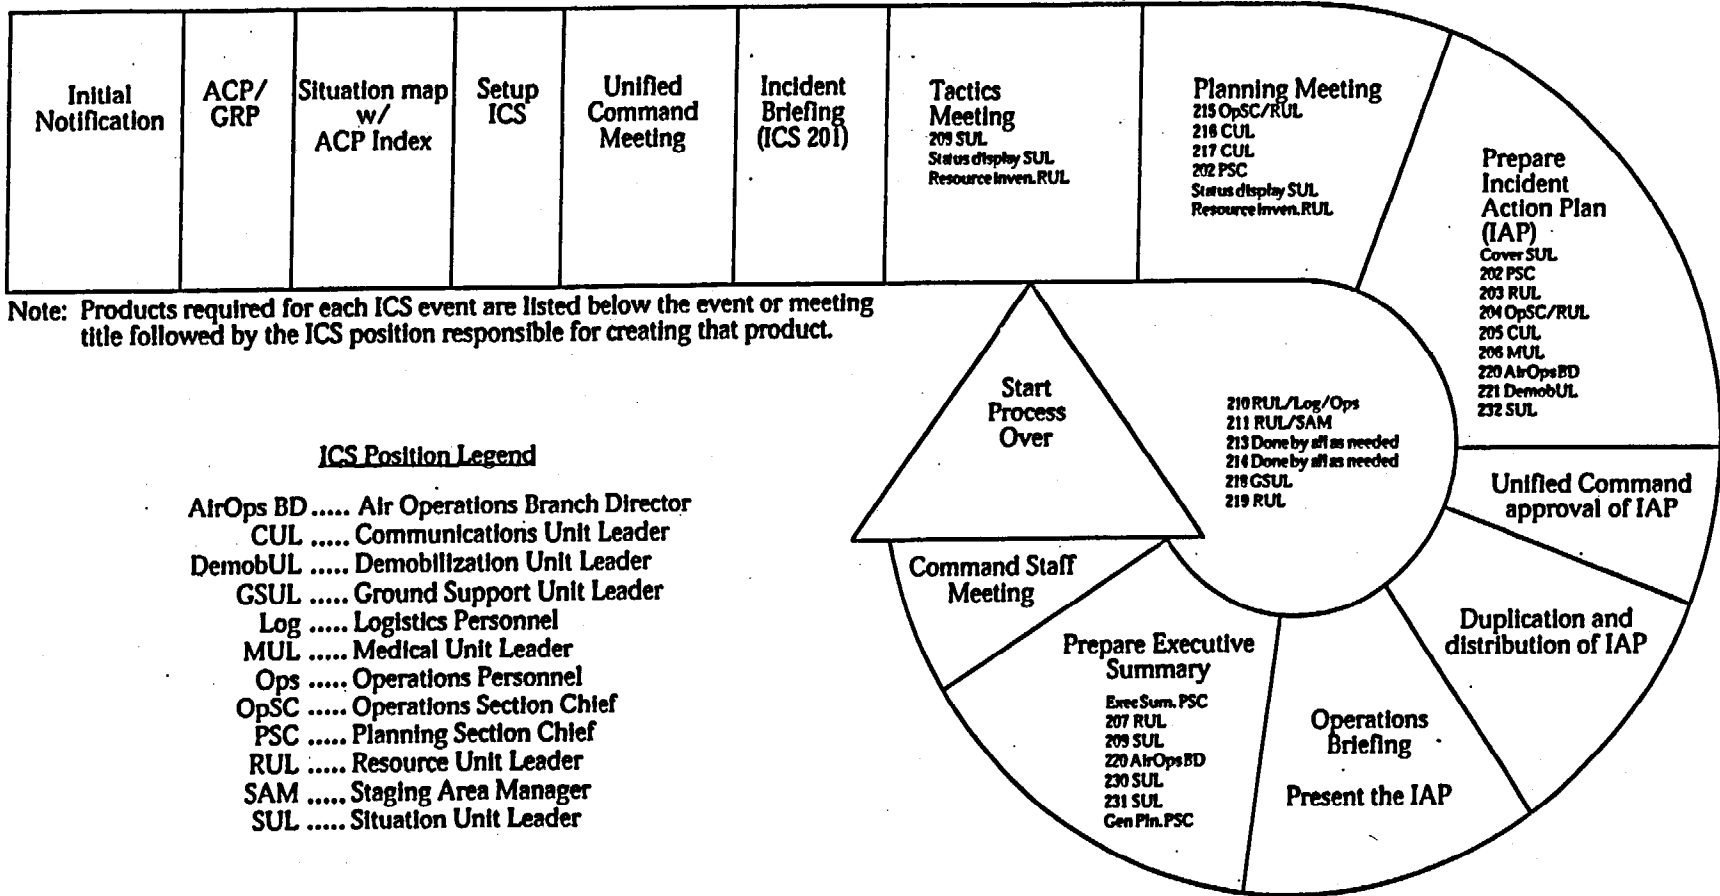 Initial
Notification
ACP/
GRP
Situation map
w/
ACP Index
Setup
ICS
Unified
Command
Meeting
Incident
Briefing
(ICS 201)
Tactics
Meeting
209 SUL
Status display SUL
Resource Inven. RUL
Planning Meeting
215 OpSC/RUL
216 CUL
217 CUL
202 PSC
Status display SUL
Resource Inven. RUL
Prepare
Incident
Action Plan
(IAP)
Cover SUL
202 PSC
203 RUL
204 OpSC/RUL
205 CUL
206 MUL
220 AirOps BD
221 DemobUL
232 SUL
Note: Products required for each ICS event are listed below the event or meeting
title followed by the ICS position responsible for creating that product.
Start
Process
Over
210 RUL/Log/Ops
211 RUL/SAM
213 Done by all as needed
214 Done by all as needed
218 GSUL
219 RUL
Unified Command
approval of IAP
Duplication and
distribution of IAP
Operations
Briefing
Present the IAP
Prepare Executive
Summary
Exec Sum. PSC
207 RUL
209 SUL
220 AirOps BD
230 SUL
231 SUL
Gen Pln. PSC
Command Staff
Meeting
ICS Position Legend
AirOps BD ..... Air Operations Branch Director
CUL ..... Communications Unit Leader
DemobUL ..... Demobilization Unit Leader
GSUL ..... Ground Support Unit Leader
Log ..... Logistics Personnel
MUL ..... Medical Unit Leader
Ops ..... Operations Personnel
OpSC ..... Operations Section Chief
PSC ..... Planning Section Chief
RUL ..... Resource Unit Leader
SAM ..... Staging Area Manager
SUL ..... Situation Unit Leader